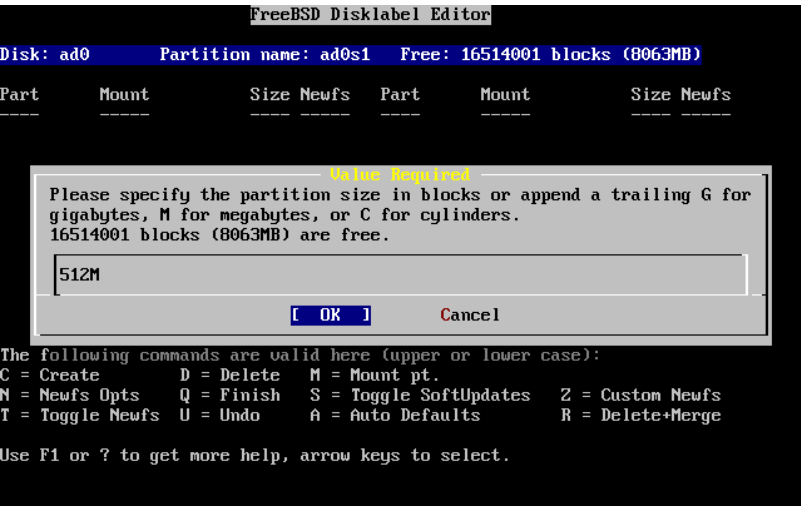 FreeBSD Disklabel Editor
Disk: ad0 Partition name: ad0s1 Free: 16514001 blocks (8063MB)
Part Mount Size Newfs Part Mount Size Newfs
---- ----- ---- ----- ---- ----- ---- -----
Value Required
Please specify the partition size in blocks or append a trailing G for
gigabytes, M for megabytes, or C for cylinders.
16514001 blocks (8063MB) are free.
512M
[ OK ] Cancel
The following commands are valid here (upper or lower case):
C = Create D = Delete M = Mount pt.
N = Newfs Opts Q = Finish S = Toggle SoftUpdates Z = Custom Newfs
T = Toggle Newfs U = Undo A = Auto Defaults R = Delete+Merge
Use F1 or ? to get more help, arrow keys to select.